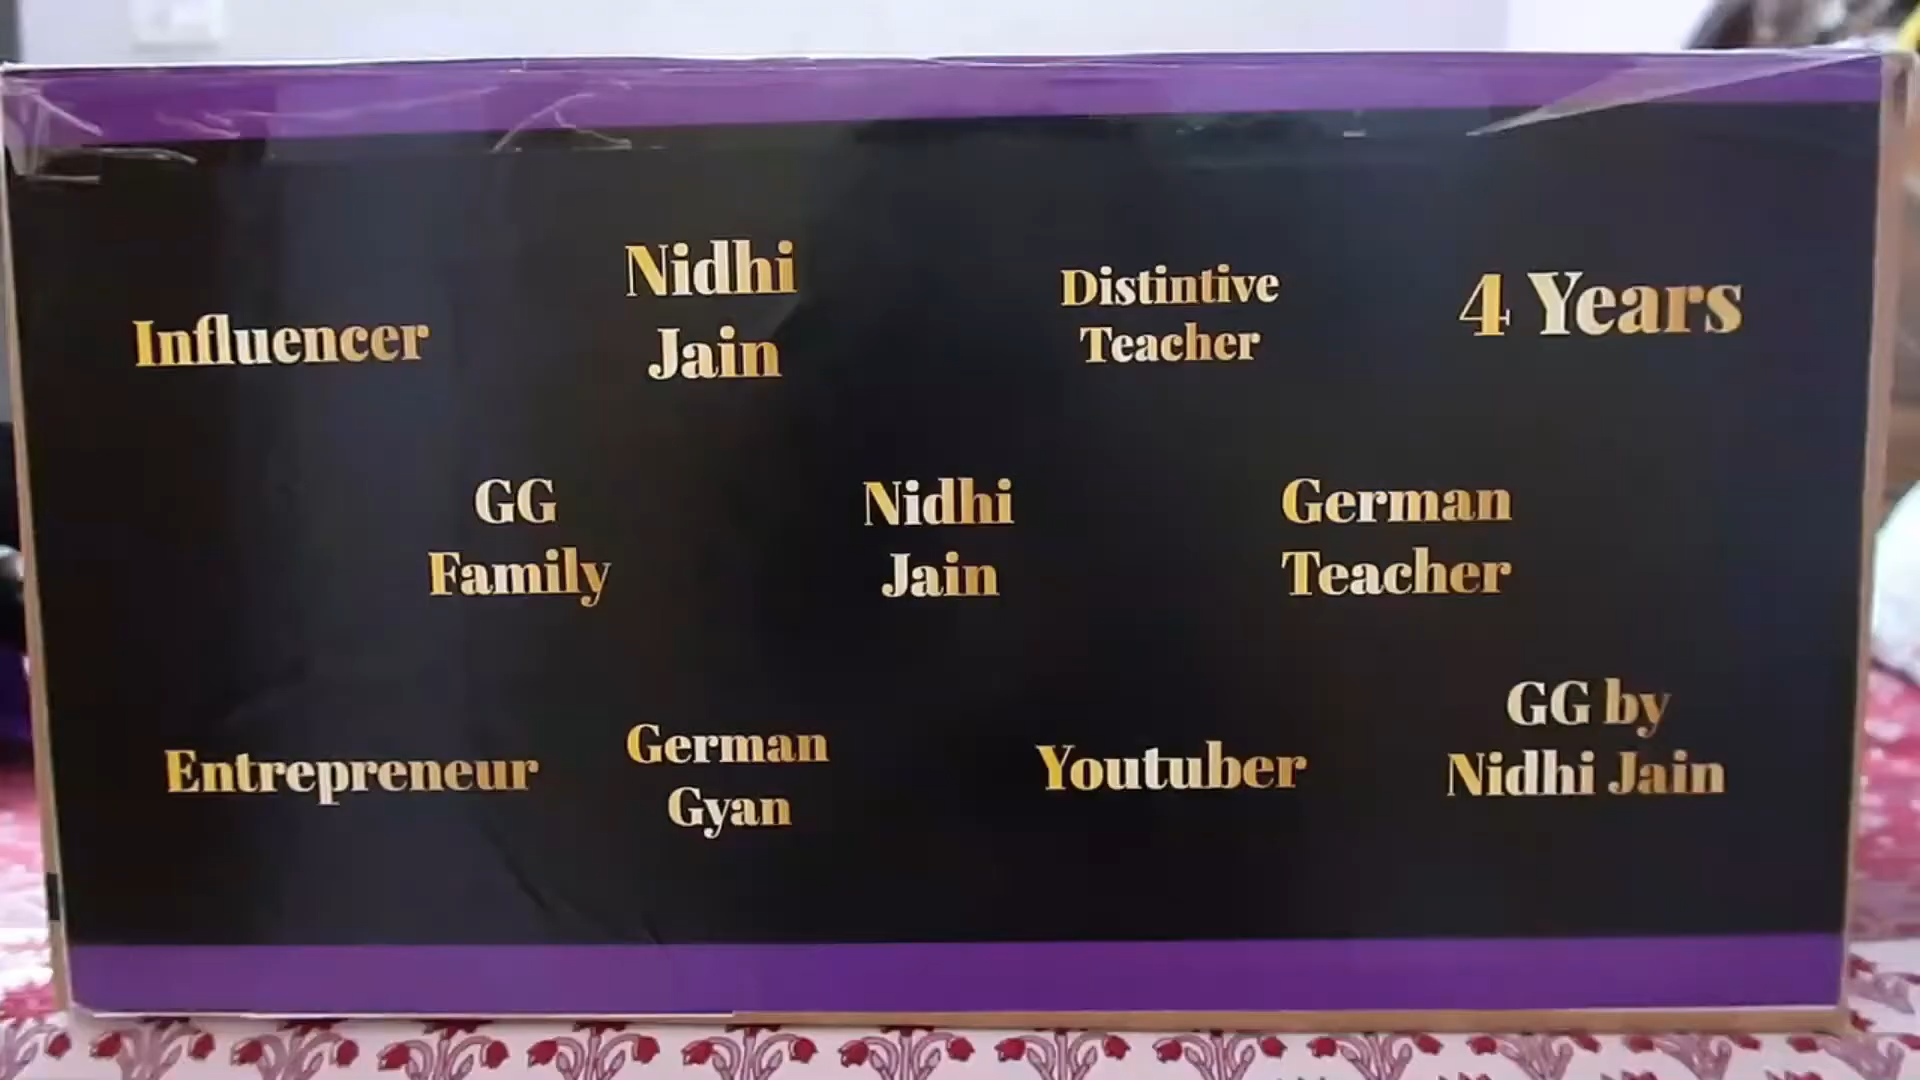 Influencer
Nidhi
Jain
Distintive
Teacher
4 Years
GG
Family
Nidhi
Jain
German
Teacher
Entrepreneur
German
Gyan
Youtuber
GG by
Nidhi Jain